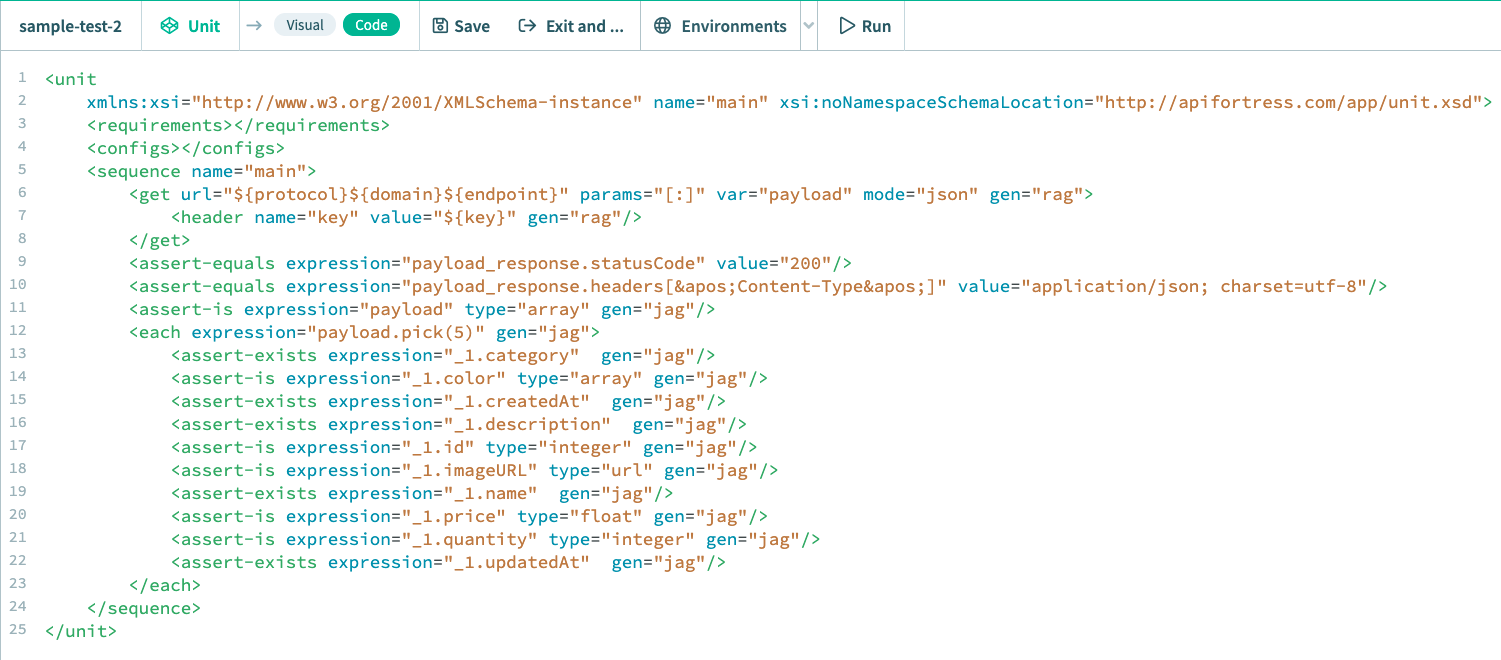 sample-test-2 Unit Visual Code Save Exit and ... Environments Run
1 <unit
2 xmlns:xsi="http://www.w3.org/2001/XMLSchema-instance" name="main" xsi:noNamespaceSchemaLocation="http://apifortress.com/app/unit.xsd">
3 <requirements></requirements>
4 <configs></configs>
5 <sequence name="main">
6 <get url="${protocol}${domain}${endpoint}" params="[:]" var="payload" mode="json" gen="rag">
7 <header name="key" value="${key}" gen="rag"/>
8 </get>
9 <assert-equals expression="payload_response.statusCode" value="200"/>
10 <assert-equals expression="payload_response.headers[&apos;Content-Type&apos;]" value="application/json; charset=utf-8"/>
11 <assert-is expression="payload" type="array" gen="jag"/>
12 <each expression="payload.pick(5)" gen="jag">
13 <assert-exists expression="_1.category"  gen="jag"/>
14 <assert-is expression="_1.color" type="array" gen="jag"/>
15 <assert-exists expression="_1.createdAt"  gen="jag"/>
16 <assert-exists expression="_1.description"  gen="jag"/>
17 <assert-is expression="_1.id" type="integer" gen="jag"/>
18 <assert-is expression="_1.imageURL" type="url" gen="jag"/>
19 <assert-exists expression="_1.name"  gen="jag"/>
20 <assert-is expression="_1.price" type="float" gen="jag"/>
21 <assert-is expression="_1.quantity" type="integer" gen="jag"/>
22 <assert-exists expression="_1.updatedAt"  gen="jag"/>
23 </each>
24 </sequence>
25 </unit>